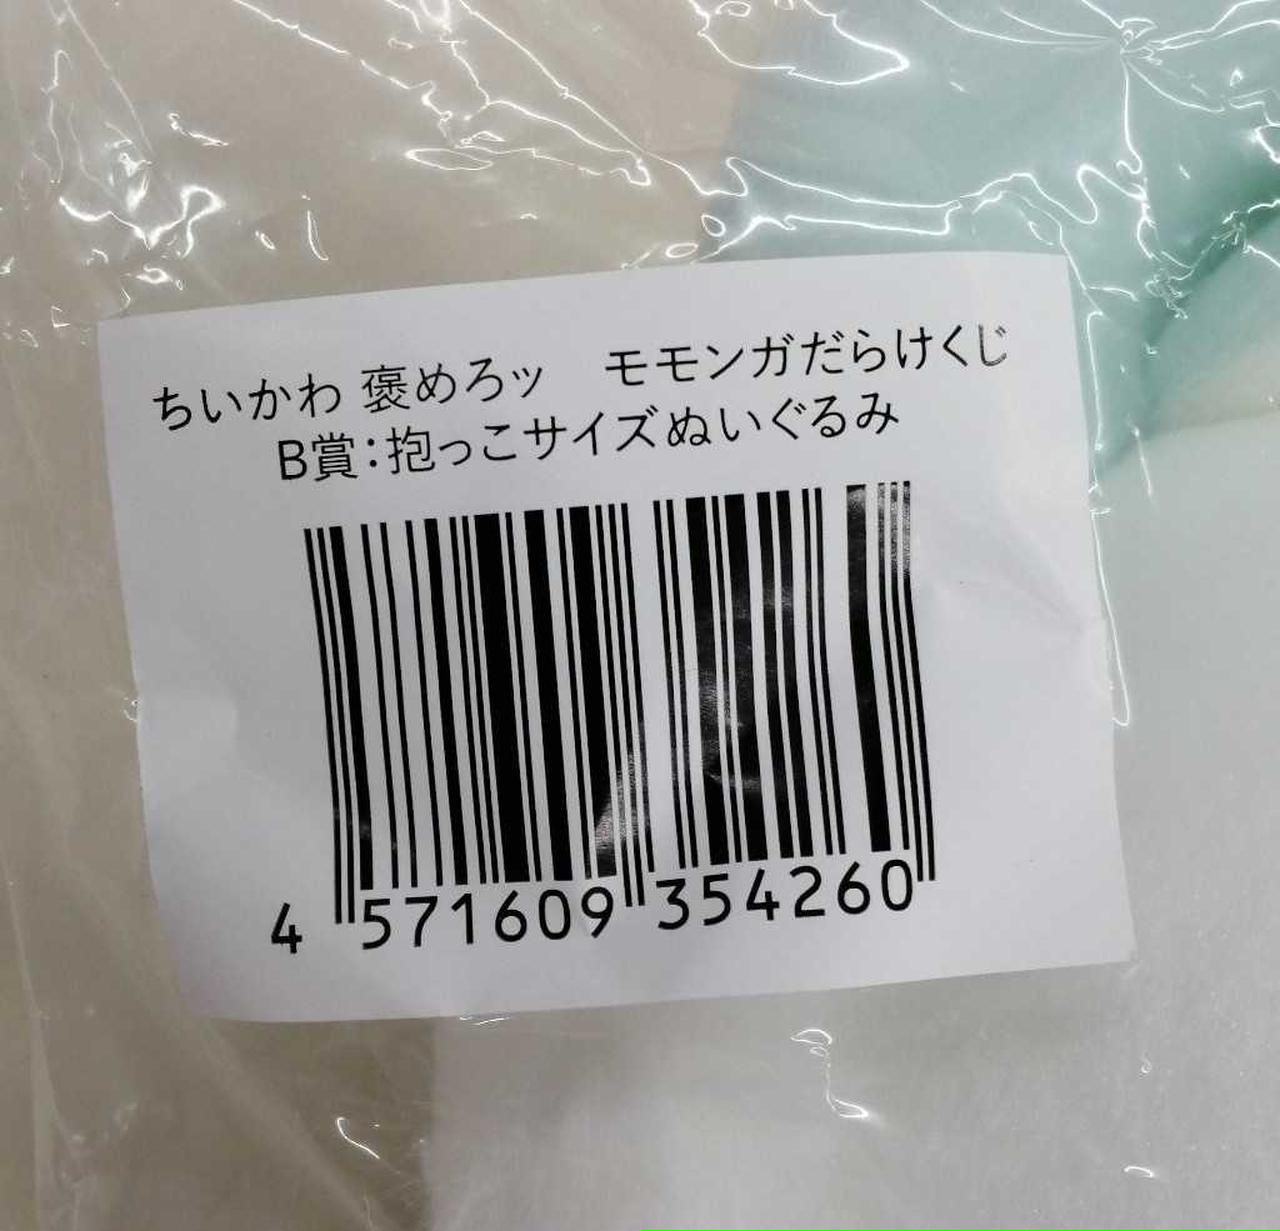 ちいかわ 褒めろッ　モモンガだらけくじ
B賞：抱っこサイズぬいぐるみ
4 571609 354260